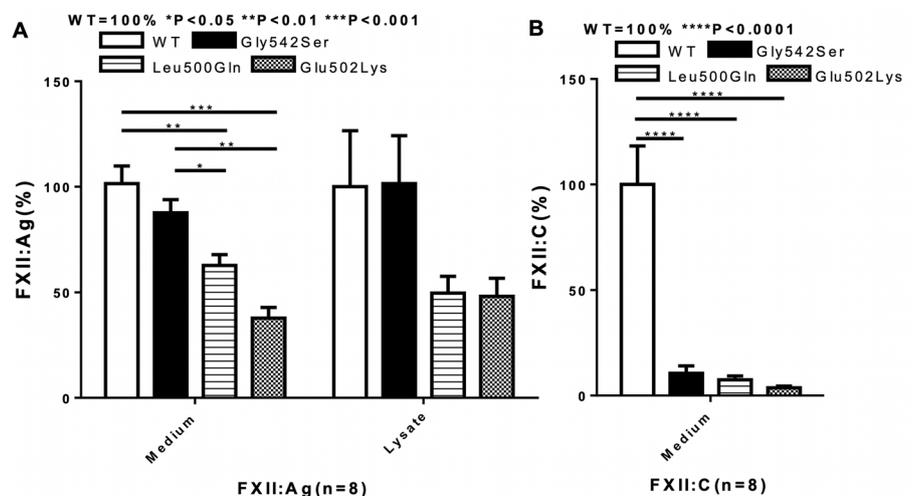 A
WT=100% *P<0.05 **P<0.01 ***P<0.001
WT Gly542Ser
Leu500Gln Glu502Lys
150
100
50
0
FXII:Ag(%)
***
**
**
*
Medium
Lysate
FXII:Ag(n=8)
B
WT=100% ****P<0.0001
WT Gly542Ser
Leu500Gln Glu502Lys
150
100
50
0
FXII:C(%)
****
****
****
Medium
FXII:C(n=8)